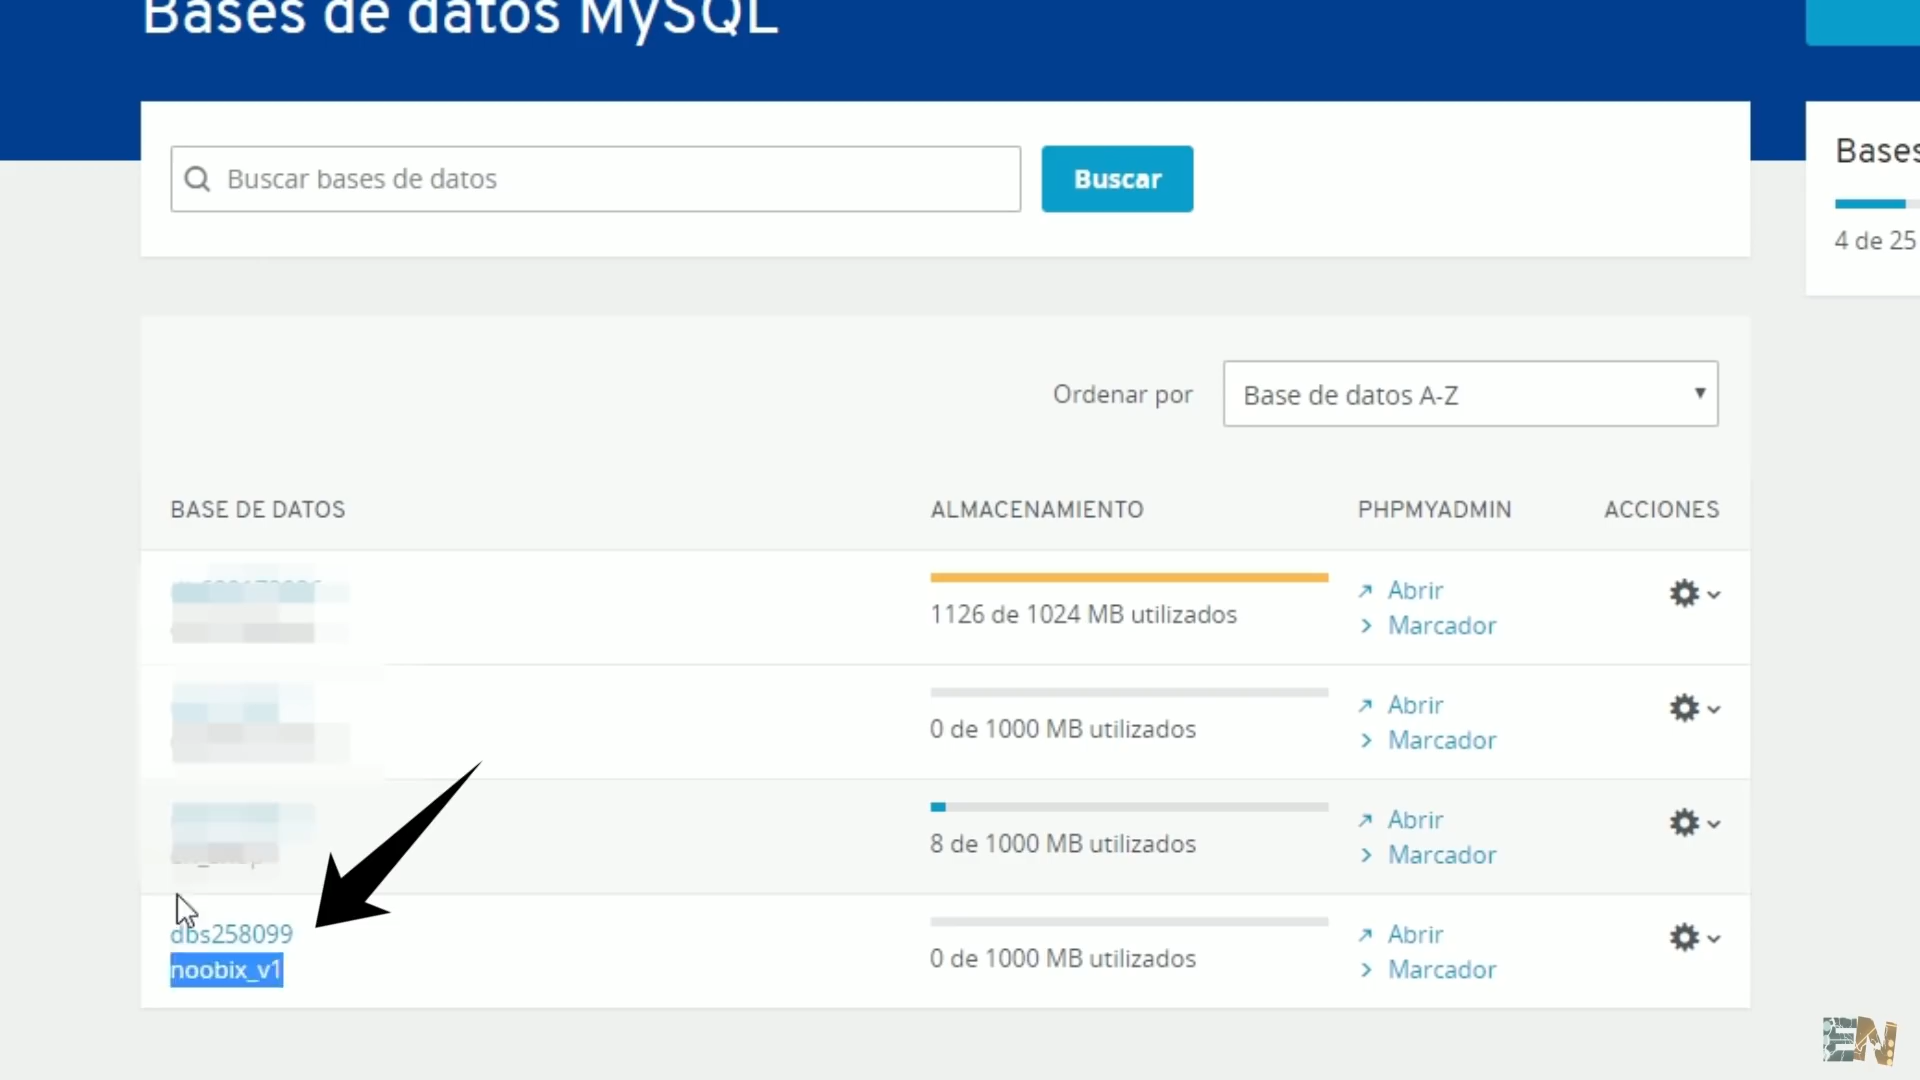 Bases de datos MySQL
Buscar bases de datos
Buscar
Bases
4 de 25
Ordenar por
Base de datos A-Z
BASE DE DATOS
ALMACENAMIENTO
PHPMYADMIN
ACCIONES
1126 de 1024 MB utilizados
Abrir
Marcador
0 de 1000 MB utilizados
Abrir
Marcador
8 de 1000 MB utilizados
Abrir
Marcador
dbs258099
noobix_v1
0 de 1000 MB utilizados
Abrir
Marcador
EN